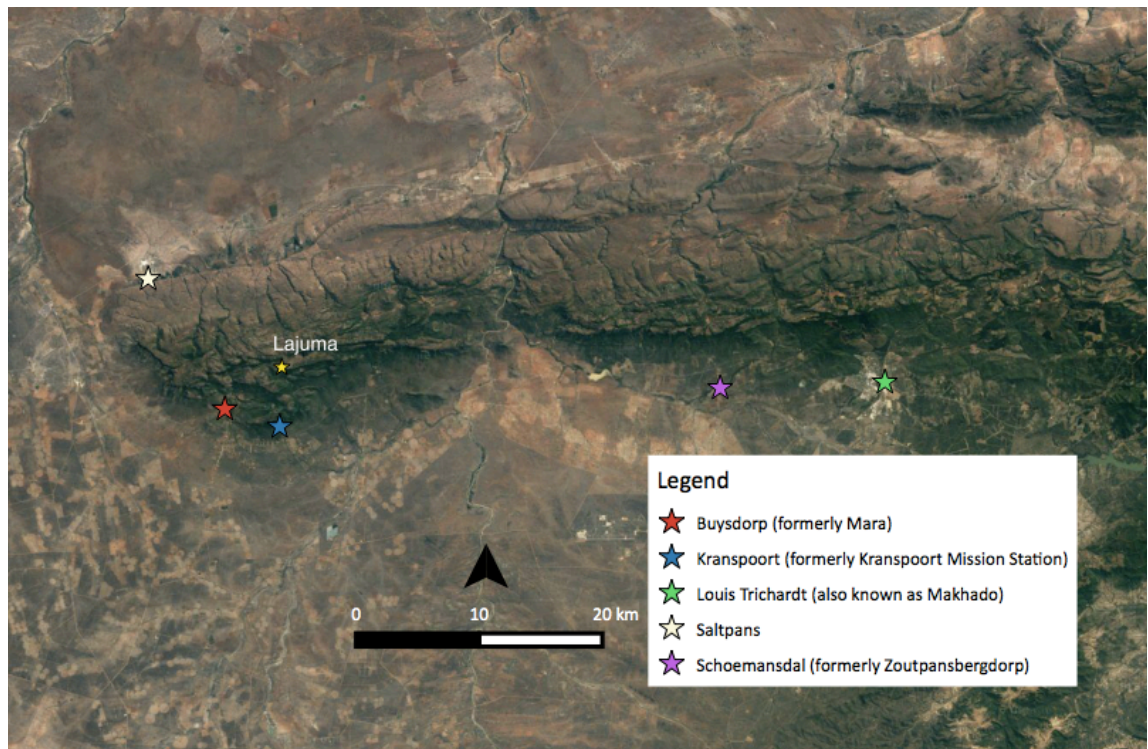 Lajuma
Legend
Buysdorp (formerly Mara)
Kranspoort (formerly Kranspoort Mission Station)
Louis Trichardt (also known as Makhado)
Saltpans
Schoemansdal (formerly Zoutpansbergdorp)
0 10 20 km